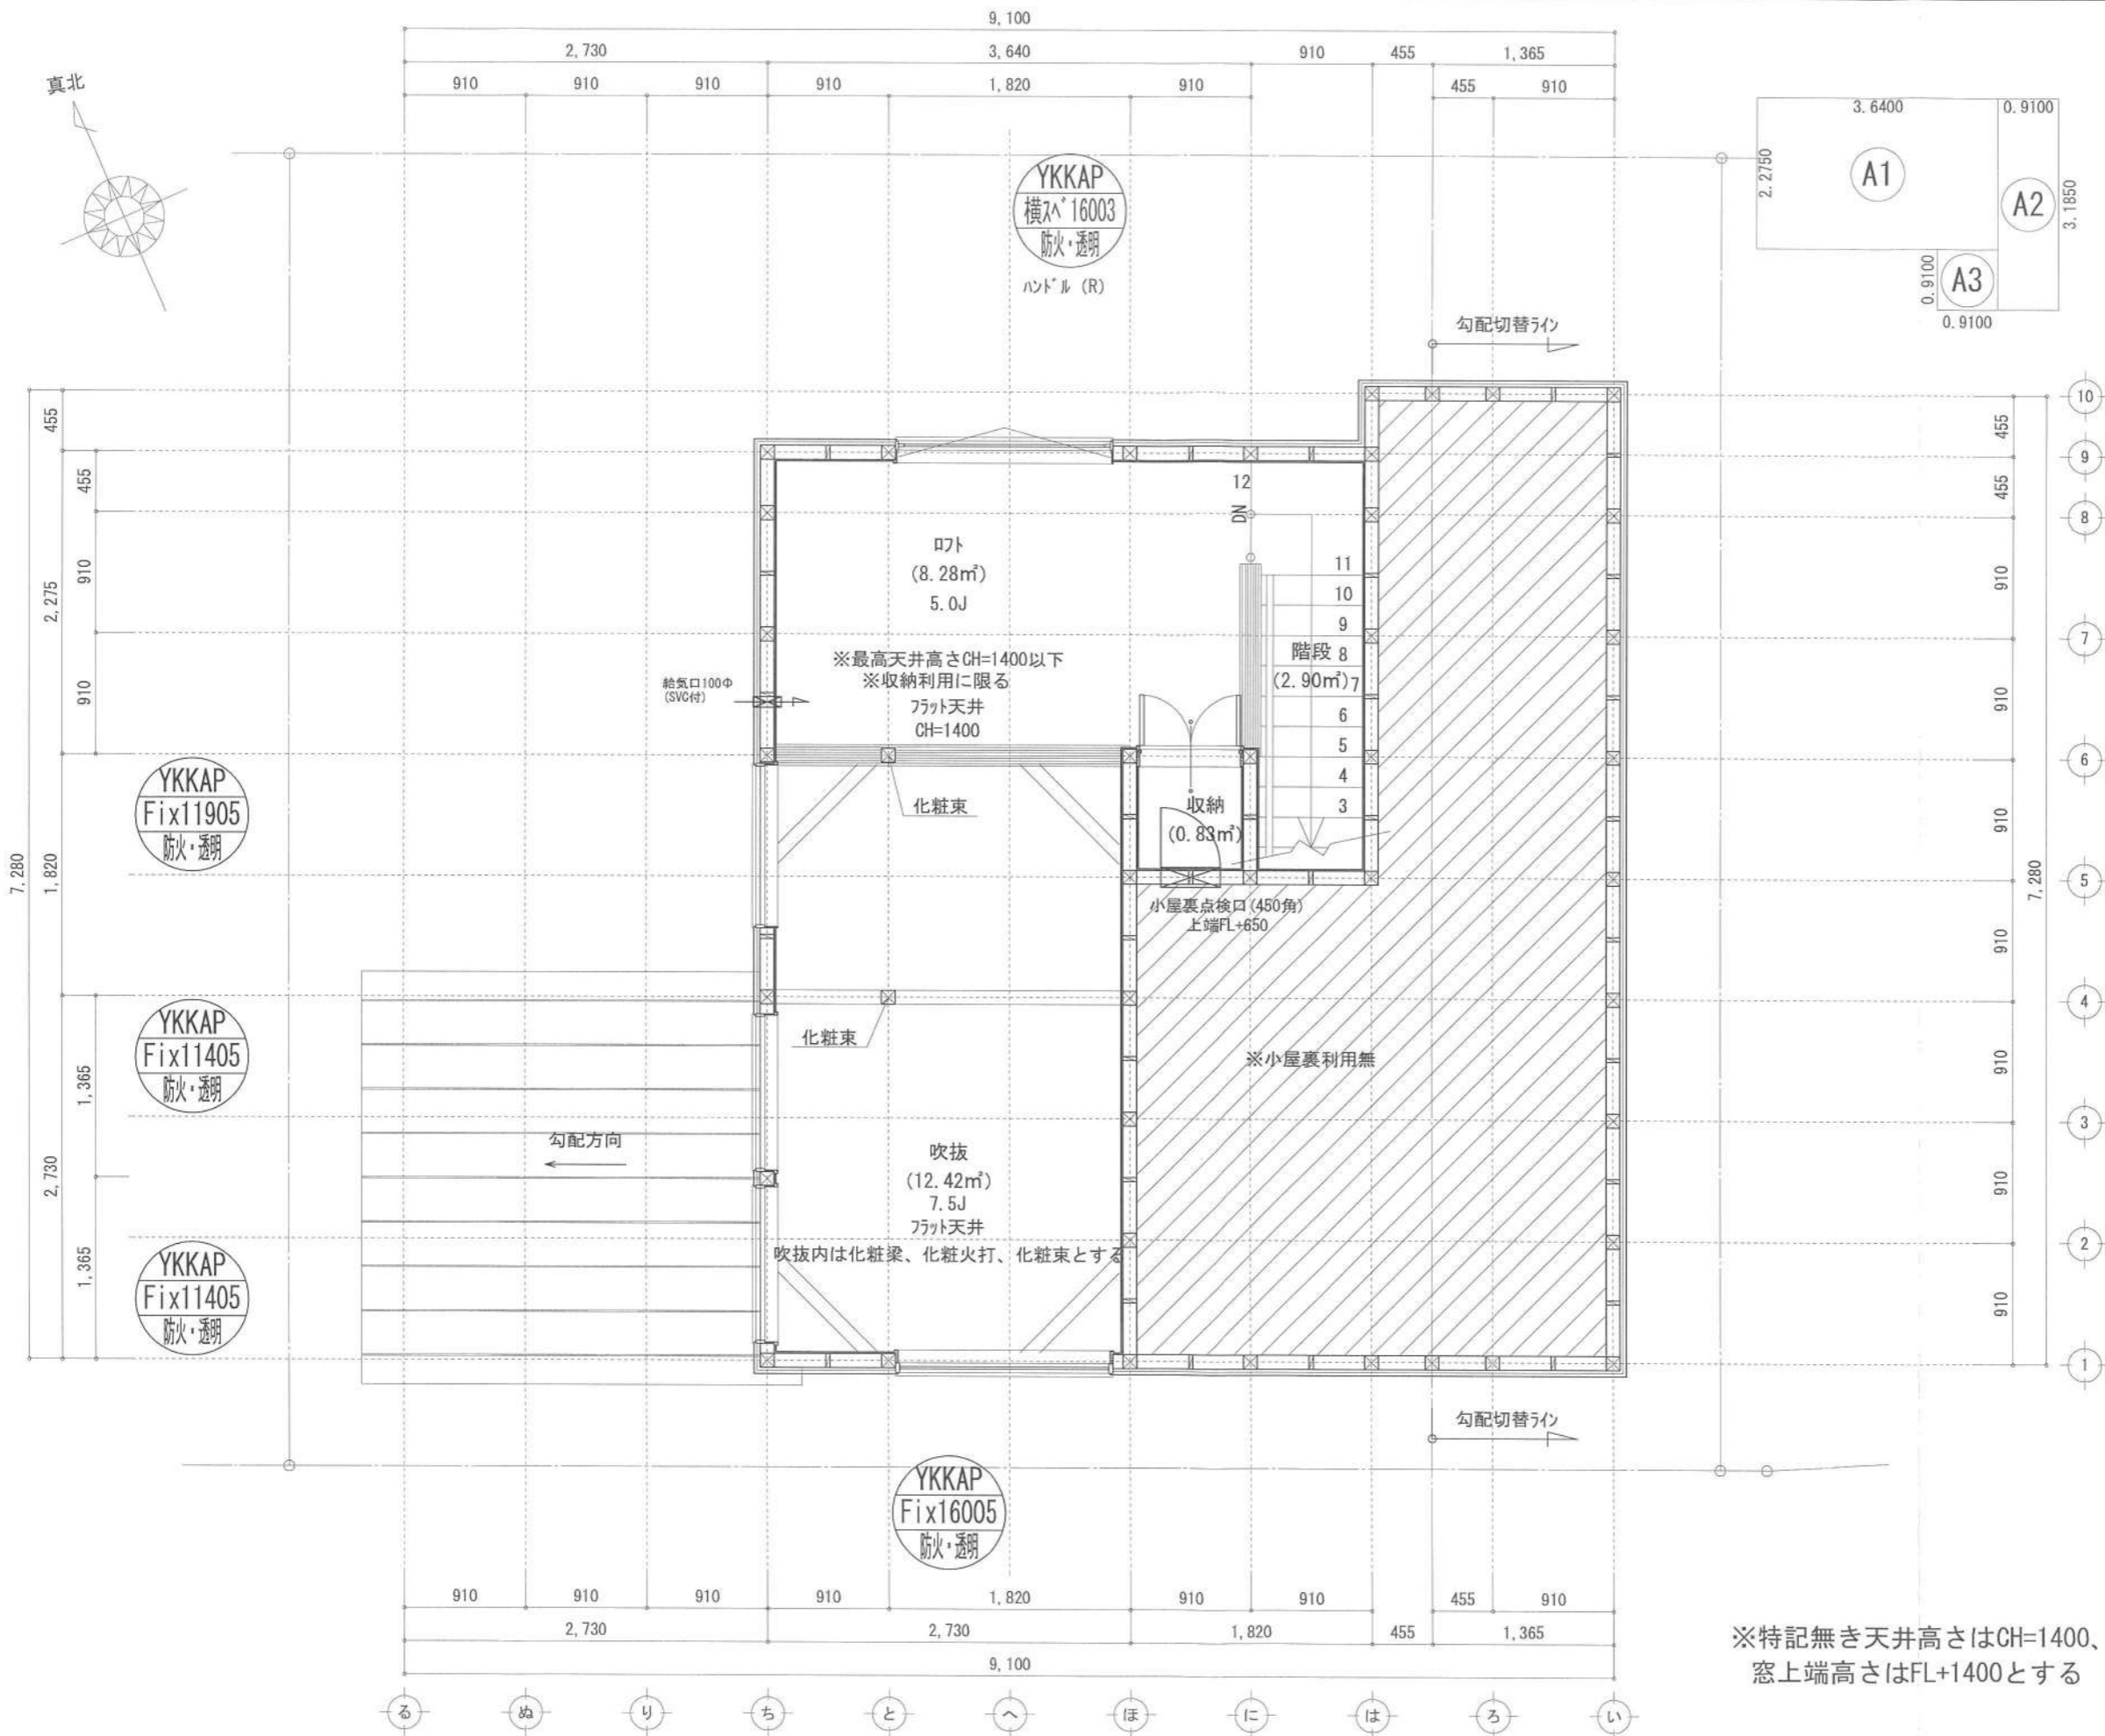 9,100
2,730
3,640
910
455
1,365
910
910
910
910
1,820
910
455
910
真北
YKKAP
横スベ16003
防火・透明
ハンドル (R)
3.6400
0.9100
2.2750
A1
A2
3.1850
0.9100
A3
0.9100
勾配切替ライン
7,280
455
2,275
1,820
2,730
455
910
910
1,365
1,365
12
DN
ロフト
(8.28㎡)
5.0J
※最高天井高さCH=1400以下
※収納利用に限る
フラット天井
CH=1400
給気口100Φ
(SVC付)
11
10
9
階段 8
(2.90㎡)7
6
5
4
3
YKKAP
Fix11905
防火・透明
化粧束
収納
(0.83㎡)
小屋裏点検口(450角)
上端FL+650
YKKAP
Fix11405
防火・透明
化粧束
※小屋裏利用無
勾配方向
吹抜
(12.42㎡)
7.5J
フラット天井
吹抜内は化粧梁、化粧火打、化粧束とする
YKKAP
Fix11405
防火・透明
455
455
910
910
910
910
910
910
910
7,280
10
9
8
7
6
5
4
3
2
1
勾配切替ライン
YKKAP
Fix16005
防火・透明
910
910
910
910
1,820
910
910
455
910
2,730
2,730
1,820
455
1,365
9,100
※特記無き天井高さはCH=1400、
窓上端高さはFL+1400とする
る
ぬ
り
ち
と
へ
ほ
に
は
ろ
い